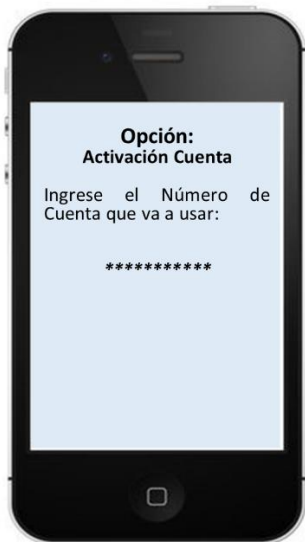 Opción:
Activación Cuenta
Ingrese el Número de
Cuenta que va a usar:
***********